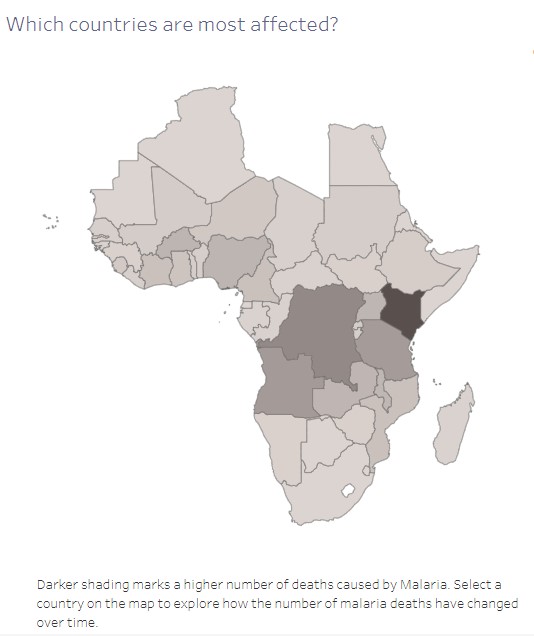 Which countries are most affected?
Darker shading marks a higher number of deaths caused by Malaria. Select a
country on the map to explore how the number of malaria deaths have changed
over time.